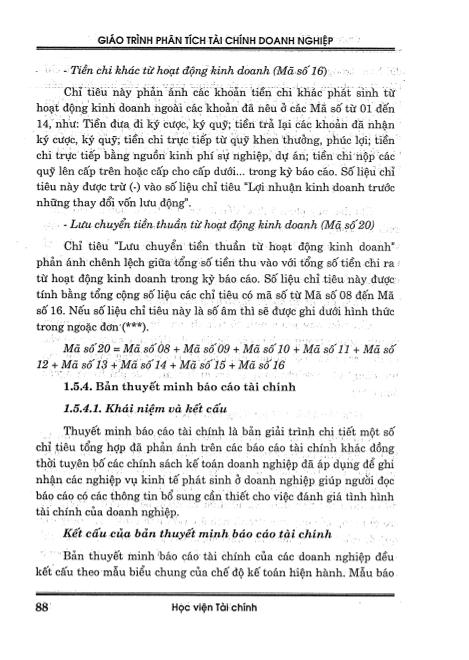 GIÁO TRÌNH PHÂN TÍCH TÀI CHÍNH DOANH NGHIỆP
- Tiền chi khác từ hoạt động kinh doanh (Mã số 16)
Chỉ tiêu này phản ánh các khoản tiền chi khác phát sinh từ
hoạt động kinh doanh ngoài các khoản đã nêu ở các Mã số từ 01 đến
14, như: Tiền đưa đi ký cược, ký quỹ; tiền trả lại các khoản đã nhận
ký cược, ký quỹ; tiền chi trực tiếp từ quỹ khen thưởng, phúc lợi; tiền
chi trực tiếp bằng nguồn kinh phí sự nghiệp, dự án; tiền chi nộp các
quỹ lên cấp trên hoặc cấp cho cấp dưới... trong kỳ báo cáo. Số liệu chỉ
tiêu này được trừ (-) vào số liệu chỉ tiêu "Lợi nhuận kinh doanh trước
những thay đổi vốn lưu động".
- Lưu chuyển tiền thuần từ hoạt động kinh doanh (Mã số 20)
Chỉ tiêu "Lưu chuyển tiền thuần từ hoạt động kinh doanh"
phản ánh chênh lệch giữa tổng số tiền thu vào với tổng số tiền chi ra
từ hoạt động kinh doanh trong kỳ báo cáo. Số liệu chỉ tiêu này được
tính bằng tổng cộng số liệu các chỉ tiêu có mã số từ Mã số 08 đến Mã
số 16. Nếu số liệu chỉ tiêu này là số âm thì sẽ được ghi dưới hình thức
trong ngoặc đơn (***).
Mã số 20 = Mã số 08 + Mã số 09 + Mã số 10 + Mã số 11 + Mã số
12 + Mã số 13 + Mã số 14 + Mã số 15 + Mã số 16
1.5.4. Bản thuyết minh báo cáo tài chính
1.5.4.1. Khái niệm và kết cấu
Thuyết minh báo cáo tài chính là bản giải trình chi tiết một số
chỉ tiêu tổng hợp đã phản ánh trên các báo cáo tài chính khác đồng
thời tuyên bố các chính sách kế toán doanh nghiệp đã áp dụng để ghi
nhận các nghiệp vụ kinh tế phát sinh ở doanh nghiệp giúp người đọc
báo cáo có các thông tin bổ sung cần thiết cho việc đánh giá tình hình
tài chính của doanh nghiệp.
Kết cấu của bản thuyết minh báo cáo tài chính
Bản thuyết minh báo cáo tài chính của các doanh nghiệp đều
kết cấu theo mẫu biểu chung của chế độ kế toán hiện hành. Mẫu báo
88 Học viện Tài chính